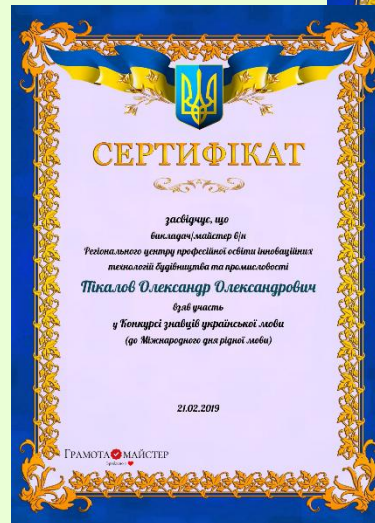 СЕРТИФІКАТ
засвідчує, що
викладач/майстер в/н
Регіонального центру професійної освіти інноваційних
технологій будівництва та промисловості
Пікалов Олександр Олександрович
взяв участь
у Конкурсі знавців української мови
(до Міжнародного дня рідної мови)
21.02.2019
ГРАМОТА МАЙСТЕР